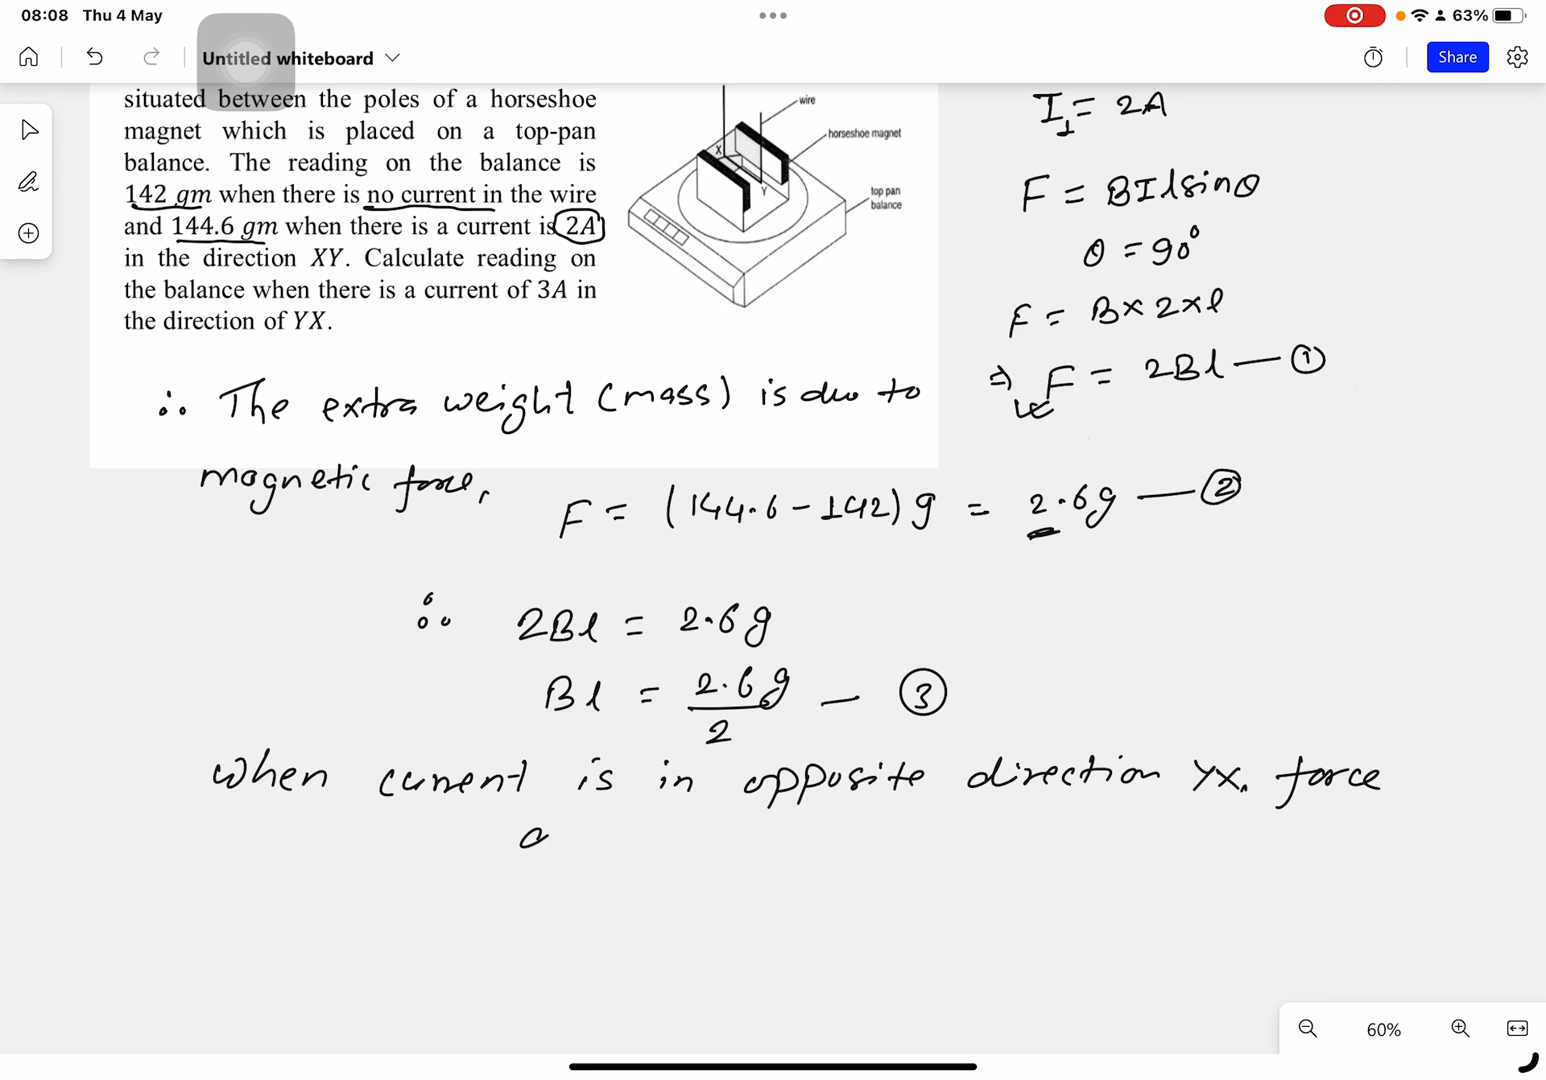 08:08 Thu 4 May
63%
Untitled whiteboard
Share
situated between the poles of a horseshoe
magnet which is placed on a top-pan
balance. The reading on the balance is
142 gm when there is no current in the wire
and 144.6 gm when there is a current is 2A
in the direction XY. Calculate reading on
the balance when there is a current of 3A in
the direction of YX.
wire
horseshoe magnet
X
Y
top pan
balance
I₁ = 2A
F = BIlsinθ
θ = 90°
F = B×2×l
⇒ F = 2Bl — ①
∴ The extra weight (mass) is due to
magnetic force,
F = (144.6-142)g = 2.6g — ②
∴ 2Bl = 2.6g
Bl = 2.6g/2 — ③
when current is in opposite direction YX, force
60%